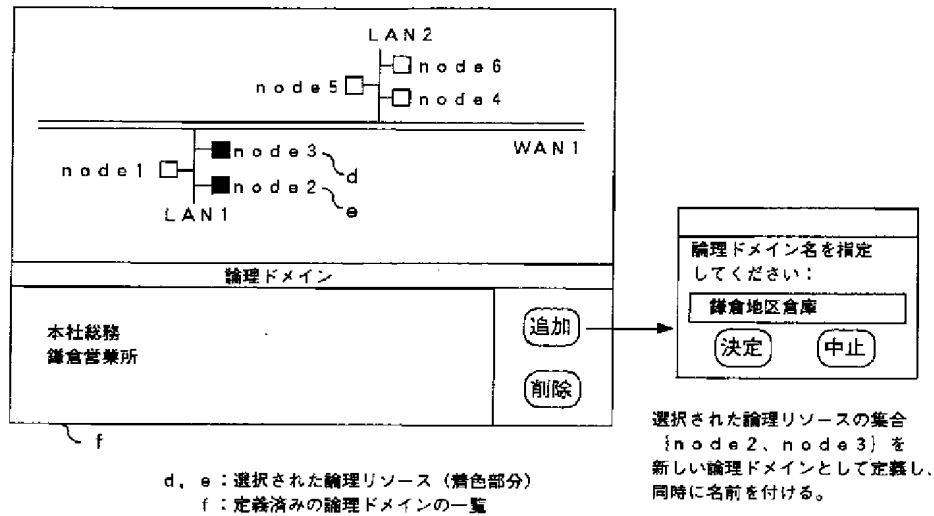 LAN2
node6
node5
node4
WAN1
node3
node1
d
node2
e
LAN1
論理ドメイン
本社総務
鎌倉営業所
追加
削除
f
論理ドメイン名を指定
してください：
鎌倉地区倉庫
決定
中止
選択された論理リソースの集合
{node2、node3}を
新しい論理ドメインとして定義し、
同時に名前を付ける。
d, e：選択された論理リソース（着色部分）
f：定義済みの論理ドメインの一覧